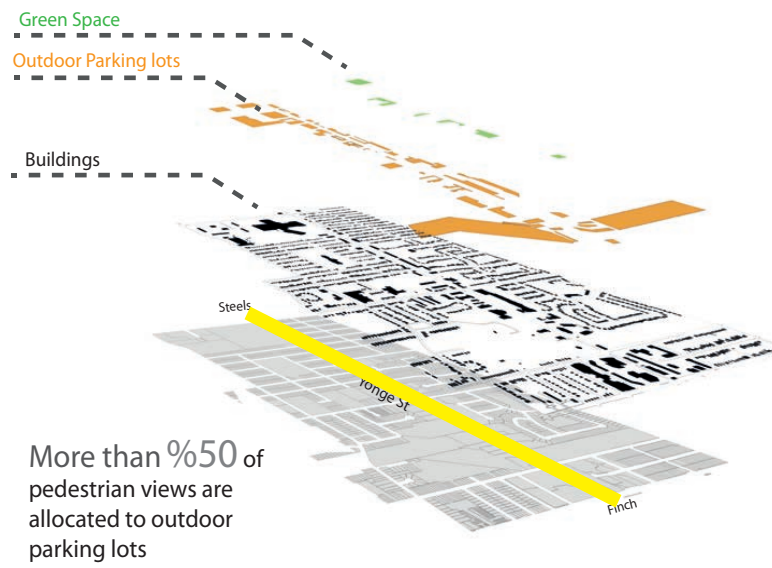 Green Space
Outdoor Parking lots
Buildings
Steels
Yonge St
Finch
More than %50 of
pedestrian views are
allocated to outdoor
parking lots